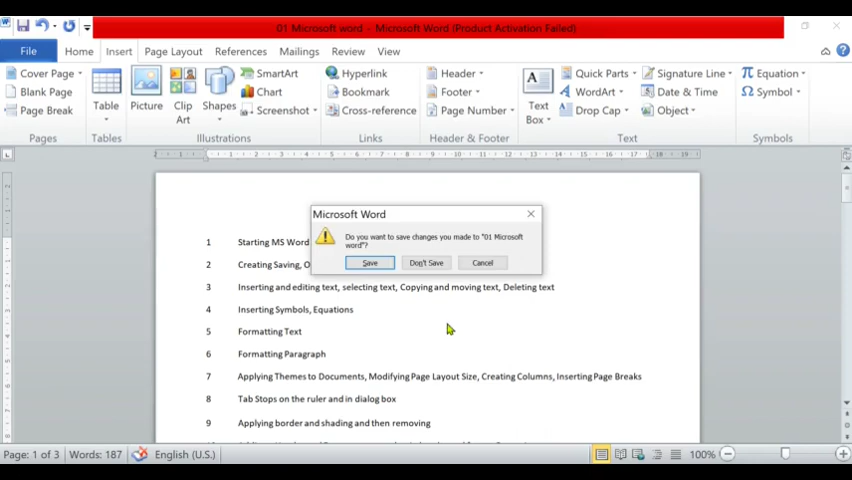 01 Microsoft word – Microsoft Word (Product Activation Failed)
File Home Insert Page Layout References Mailings Review View
Cover Page
Blank Page
Page Break
Pages
Table
Tables
Picture
Clip Art
Shapes
SmartArt
Chart
Screenshot
Illustrations
Hyperlink
Bookmark
Cross-reference
Links
Header
Footer
Page Number
Header & Footer
A
Text Box
Quick Parts
WordArt
Drop Cap
Signature Line
Date & Time
Object
Text
Equation
Symbol
Symbols
Microsoft Word
Do you want to save changes you made to "01 Microsoft
word"?
Save Don't Save Cancel
1 Starting MS Word
2 Creating Saving, O
3 Inserting and editing text, selecting text, Copying and moving text, Deleting text
4 Inserting Symbols, Equations
5 Formatting Text
6 Formatting Paragraph
7 Applying Themes to Documents, Modifying Page Layout Size, Creating Columns, Inserting Page Breaks
8 Tab Stops on the ruler and in dialog box
9 Applying border and shading and then removing
Page: 1 of 3 Words: 187 English (U.S.) 100%